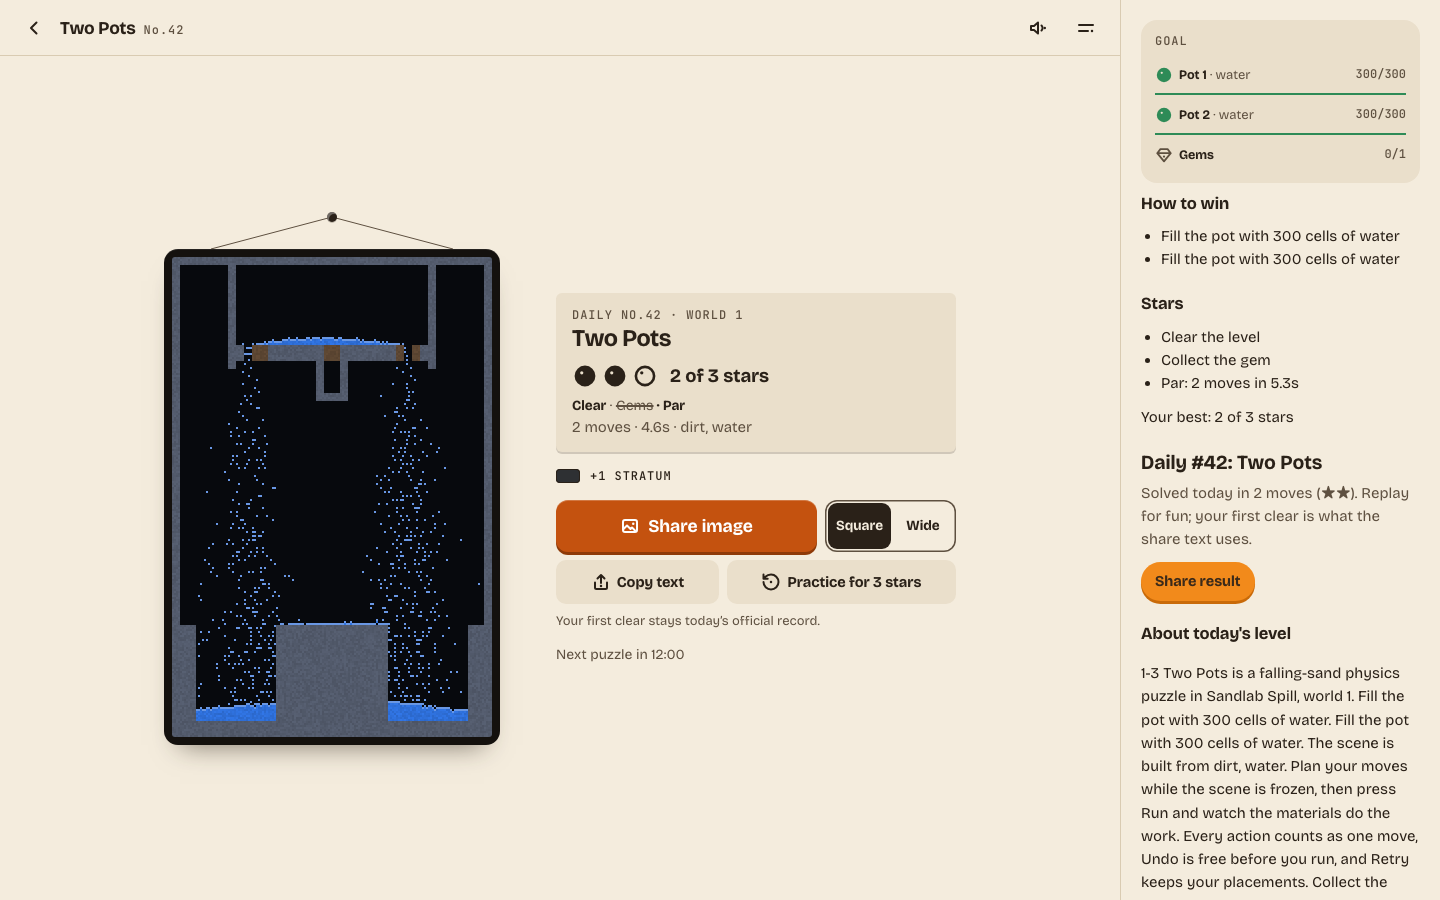 Two Pots No.42
DAILY NO.42 · WORLD 1
Two Pots
2 of 3 stars
Clear · Gems · Par
2 moves · 4.6s · dirt, water
+1 STRATUM
Share image
Square
Wide
Copy text
Practice for 3 stars
Your first clear stays today's official record.
Next puzzle in 12:00
GOAL
Pot 1 · water 300/300
Pot 2 · water 300/300
Gems 0/1
How to win
• Fill the pot with 300 cells of water
• Fill the pot with 300 cells of water
Stars
• Clear the level
• Collect the gem
• Par: 2 moves in 5.3s
Your best: 2 of 3 stars
Daily #42: Two Pots
Solved today in 2 moves (★★). Replay
for fun; your first clear is what the
share text uses.
Share result
About today's level
1-3 Two Pots is a falling-sand physics
puzzle in Sandlab Spill, world 1. Fill the
pot with 300 cells of water. Fill the pot
with 300 cells of water. The scene is
built from dirt, water. Plan your moves
while the scene is frozen, then press
Run and watch the materials do the
work. Every action counts as one move,
Undo is free before you run, and Retry
keeps your placements. Collect the